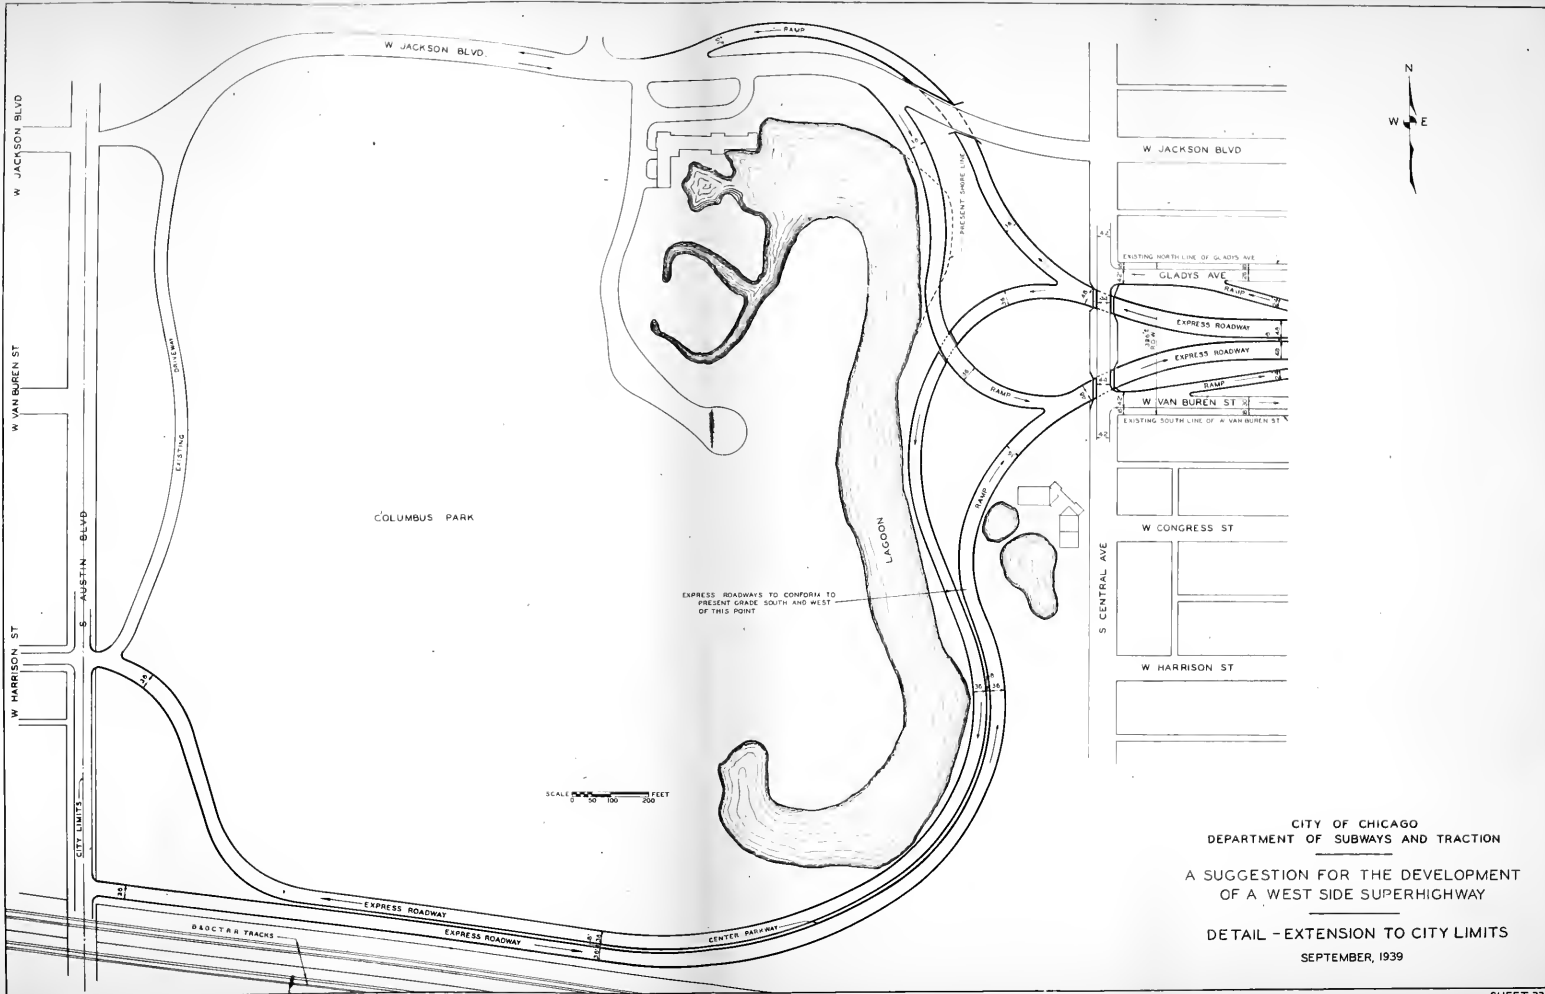 W JACKSON BLVD.
RAMP
N
W E
W JACKSON BLVD
W JACKSON BLVD
PRESENT SHORE LINE
EXISTING NORTH LINE OF GLADYS AVE
GLADYS AVE
RAMP
EXPRESS ROADWAY
EXPRESS ROADWAY
RAMP
RAMP
W VAN BUREN ST
EXISTING SOUTH LINE OF W VAN BUREN ST
W VAN BUREN ST
EXISTING DRIVEWAY
COLUMBUS PARK
LAGOON
RAMP
W CONGRESS ST
S AUSTIN BLVD
S CENTRAL AVE
EXPRESS ROADWAYS TO CONFORM TO
PRESENT GRADE SOUTH AND WEST
OF THIS POINT
W HARRISON ST
W HARRISON ST
36 36
SCALE FEET
0 50 100 200
CITY LIMITS
EXPRESS ROADWAY
EXPRESS ROADWAY
CENTER PARKWAY
B&OCTRR TRACKS
CITY OF CHICAGO
DEPARTMENT OF SUBWAYS AND TRACTION
A SUGGESTION FOR THE DEVELOPMENT
OF A WEST SIDE SUPERHIGHWAY
DETAIL - EXTENSION TO CITY LIMITS
SEPTEMBER, 1939